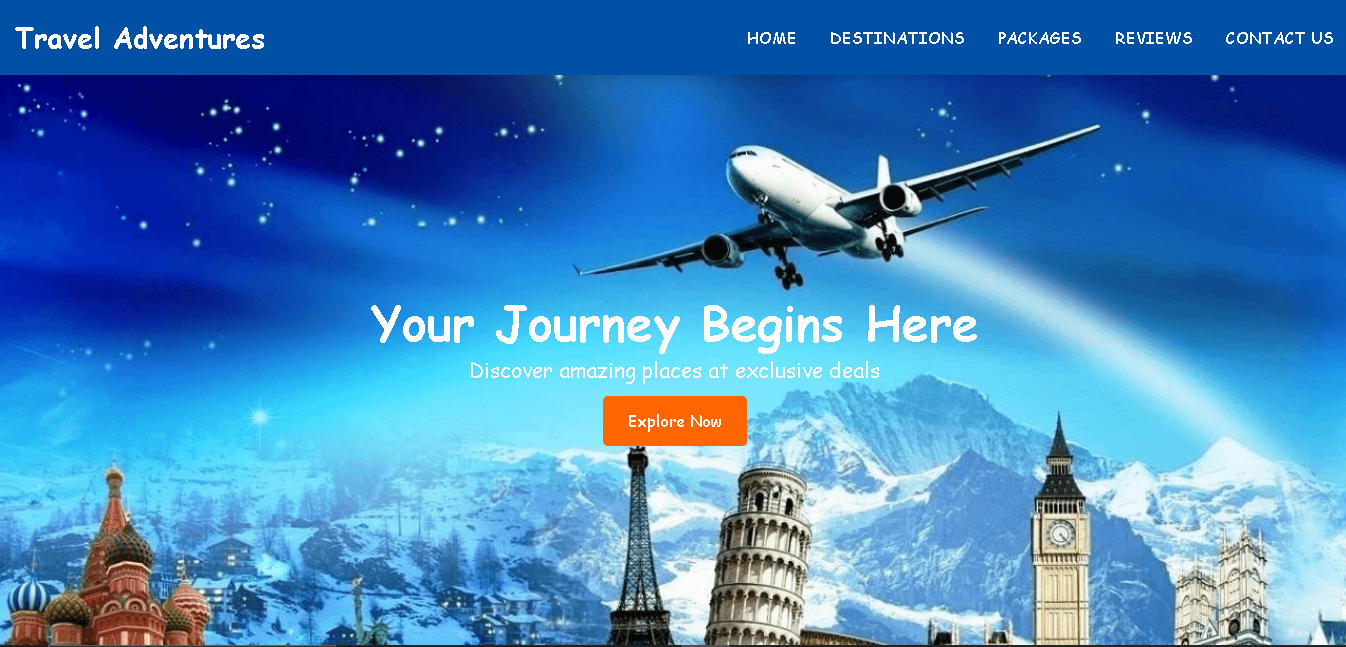 Travel Adventures
HOME DESTINATIONS PACKAGES REVIEWS CONTACT US
Your Journey Begins Here
Discover amazing places at exclusive deals
Explore Now